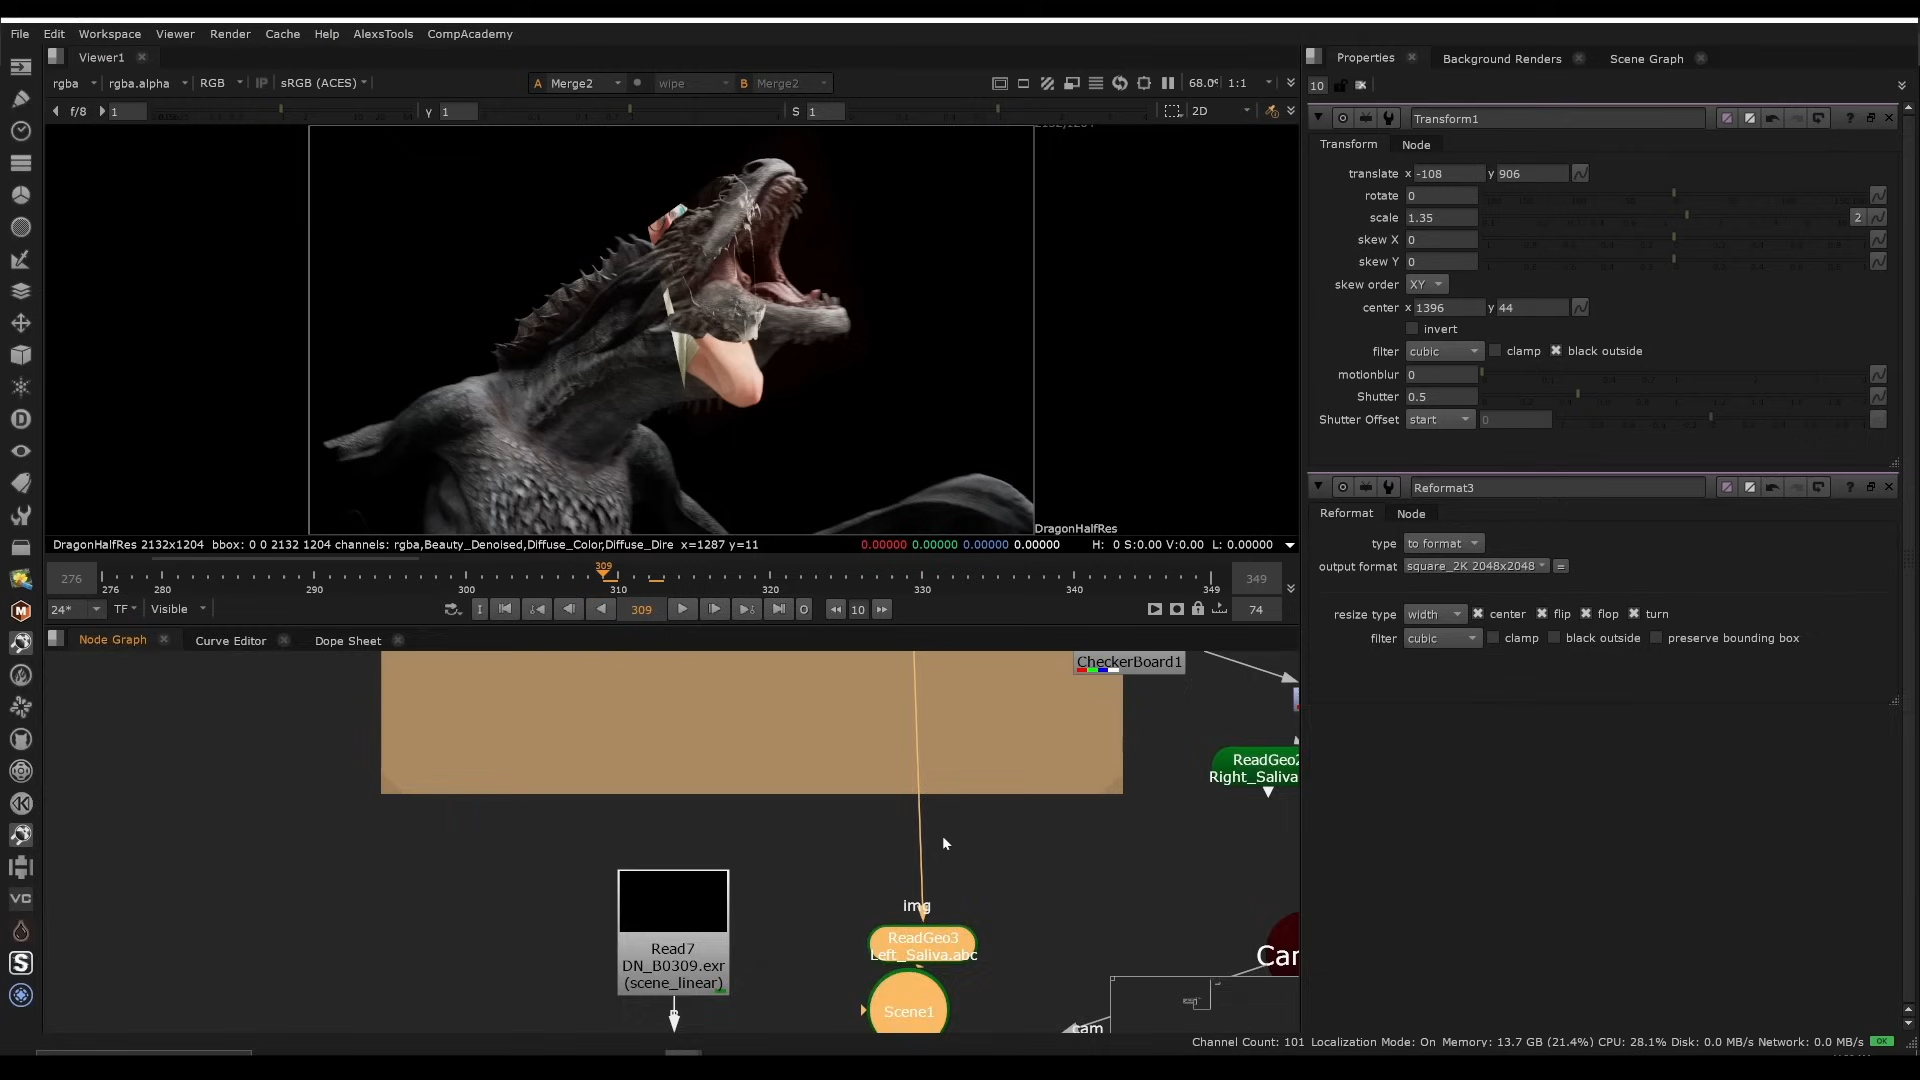 File Edit Workspace Viewer Render Cache Help AlexsTools CompAcademy
Viewer1
rgba rgba.alpha RGB IP sRGB (ACES) A Merge2 wipe B Merge2 68.0 1:1
f/8 1 γ 1 S 1 2D
DragonHalfRes
DragonHalfRes 2132x1204 bbox: 0 0 2132 1204 channels: rgba,Beauty_Denoised,Diffuse_Color,Diffuse_Dire x=1287 y=11 0.00000 0.00000 0.00000 0.00000 H: 0 S:0.00 V:0.00 L: 0.00000
309
276 349
276 280 290 300 310 320 330 340 349
24* TF Visible I 309 O 10 74
Node Graph Curve Editor Dope Sheet
CheckerBoard1
ReadGeo2
Right_Saliva
img
ReadGeo3
Left_Saliva.abc
Read7
DN_B0309.exr
(scene_linear)
Scene1
Car
cam
Properties Background Renders Scene Graph
10
Transform1
Transform Node
translate x -108 y 906
rotate 0
scale 1.35 2
skew X 0
skew Y 0
skew order XY
center x 1396 y 44
invert
filter cubic clamp black outside
motionblur 0
Shutter 0.5
Shutter Offset start 0
Reformat3
Reformat Node
type to format
output format square_2K 2048x2048 =
resize type width center flip flop turn
filter cubic clamp black outside preserve bounding box
Channel Count: 101 Localization Mode: On Memory: 13.7 GB (21.4%) CPU: 28.1% Disk: 0.0 MB/s Network: 0.0 MB/s OK